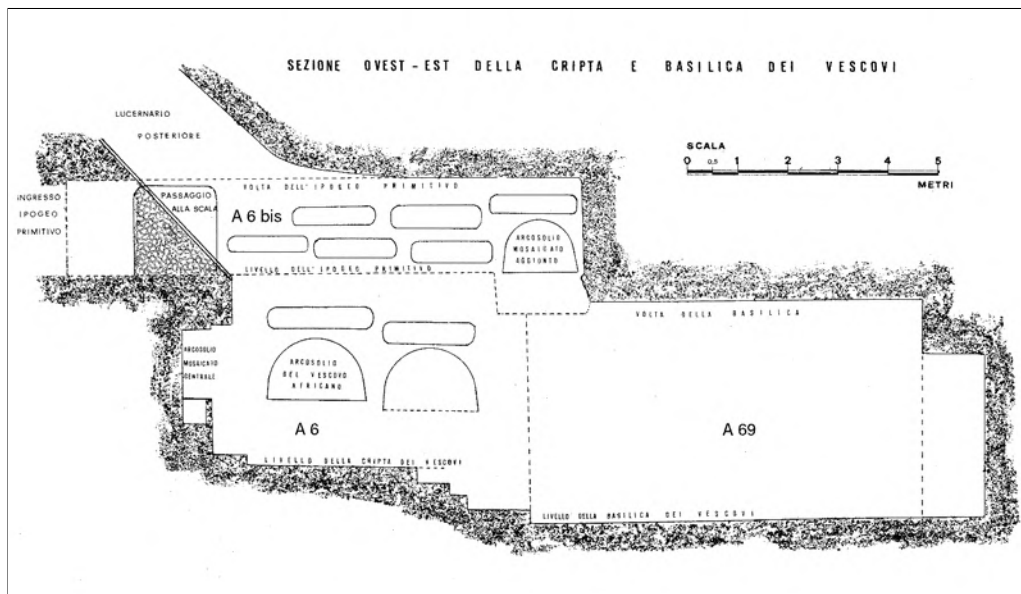 SEZIONE OVEST-EST DELLA CRIPTA E BASILICA DEI VESCOVI
LUCERNARIO
POSTERIORE
SCALA
0 0,5 1 2 3 4 5
METRI
INGRESSO
IPOGEO
PRIMITIVO
PASSAGGIO
ALLA SCALA
VOLTA DELL'IPOGEO PRIMITIVO
A 6 bis
ARCOSOLIO
MOSAICATO
AGGIUNTO
LIVELLO DELL'IPOGEO PRIMITIVO
VOLTA DELLA BASILICA
ARCOSOLIO
MOSAICATO
CENTRALE
ARCOSOLIO
DEL VESCOVO
AFRICANO
A 6
A 69
LIVELLO DELLA CRIPTA DEI VESCOVI
LIVELLO DELLA BASILICA DEI VESCOVI